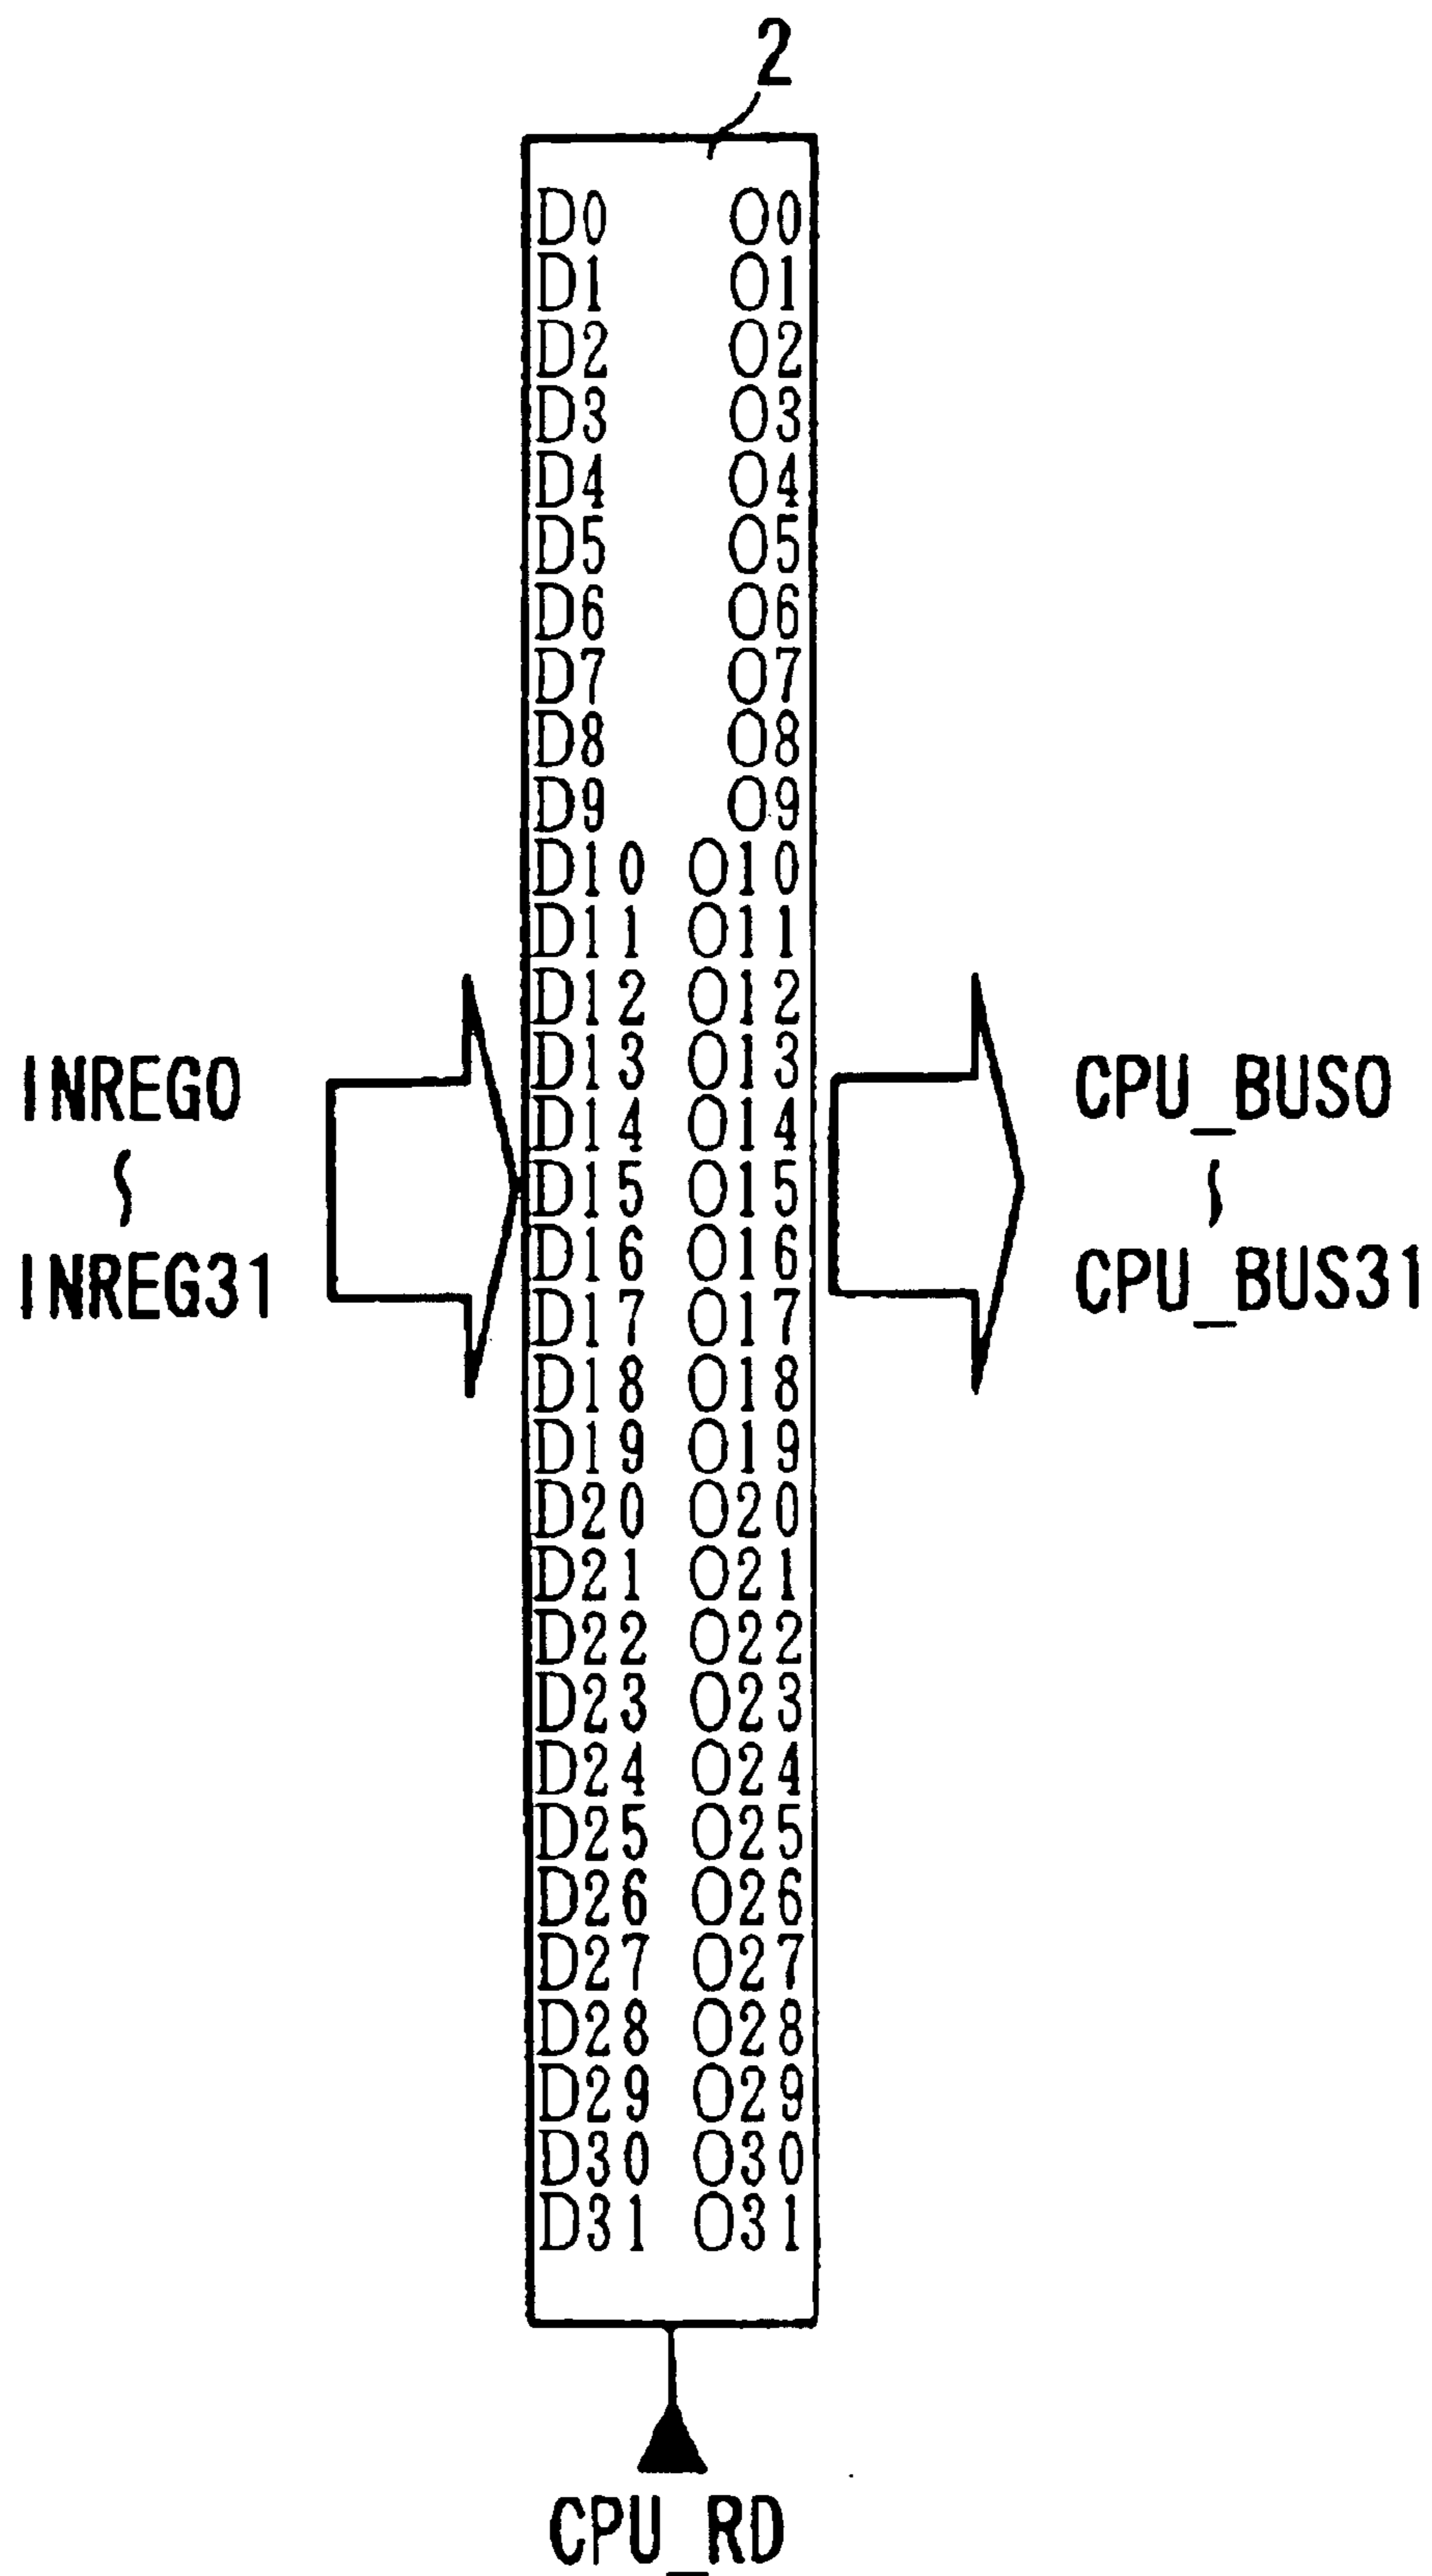 2
D0 O0
D1 O1
D2 O2
D3 O3
D4 O4
D5 O5
D6 O6
D7 O7
D8 O8
D9 O9
D10 O10
D11 O11
D12 O12
D13 O13
D14 O14
D15 O15
D16 O16
D17 O17
D18 O18
D19 O19
D20 O20
D21 O21
D22 O22
D23 O23
D24 O24
D25 O25
D26 O26
D27 O27
D28 O28
D29 O29
D30 O30
D31 O31
INREG0
~
INREG31
CPU_BUS0
~
CPU_BUS31
CPU_RD